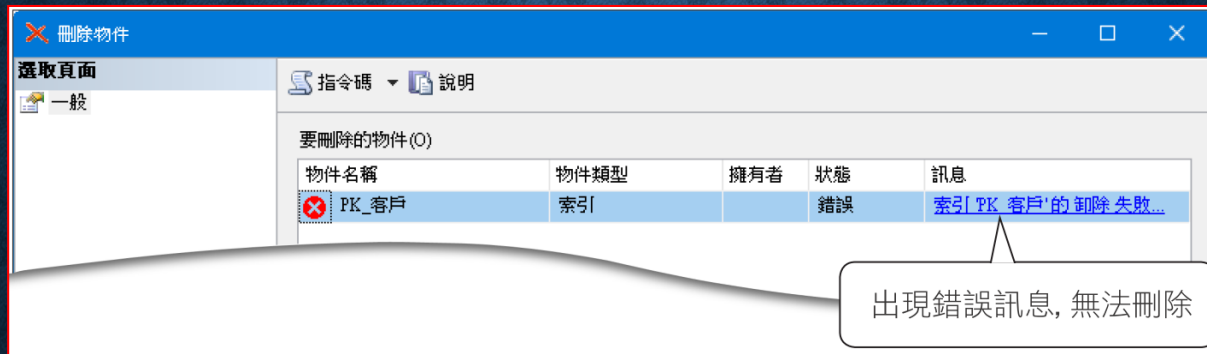 刪除物件
選取頁面
一般
指令碼 說明
要刪除的物件(O)
物件名稱 物件類型 擁有者 狀態 訊息
PK_客戶 索引 錯誤 索引 'PK_客戶'的 卸除 失敗...
出現錯誤訊息, 無法刪除